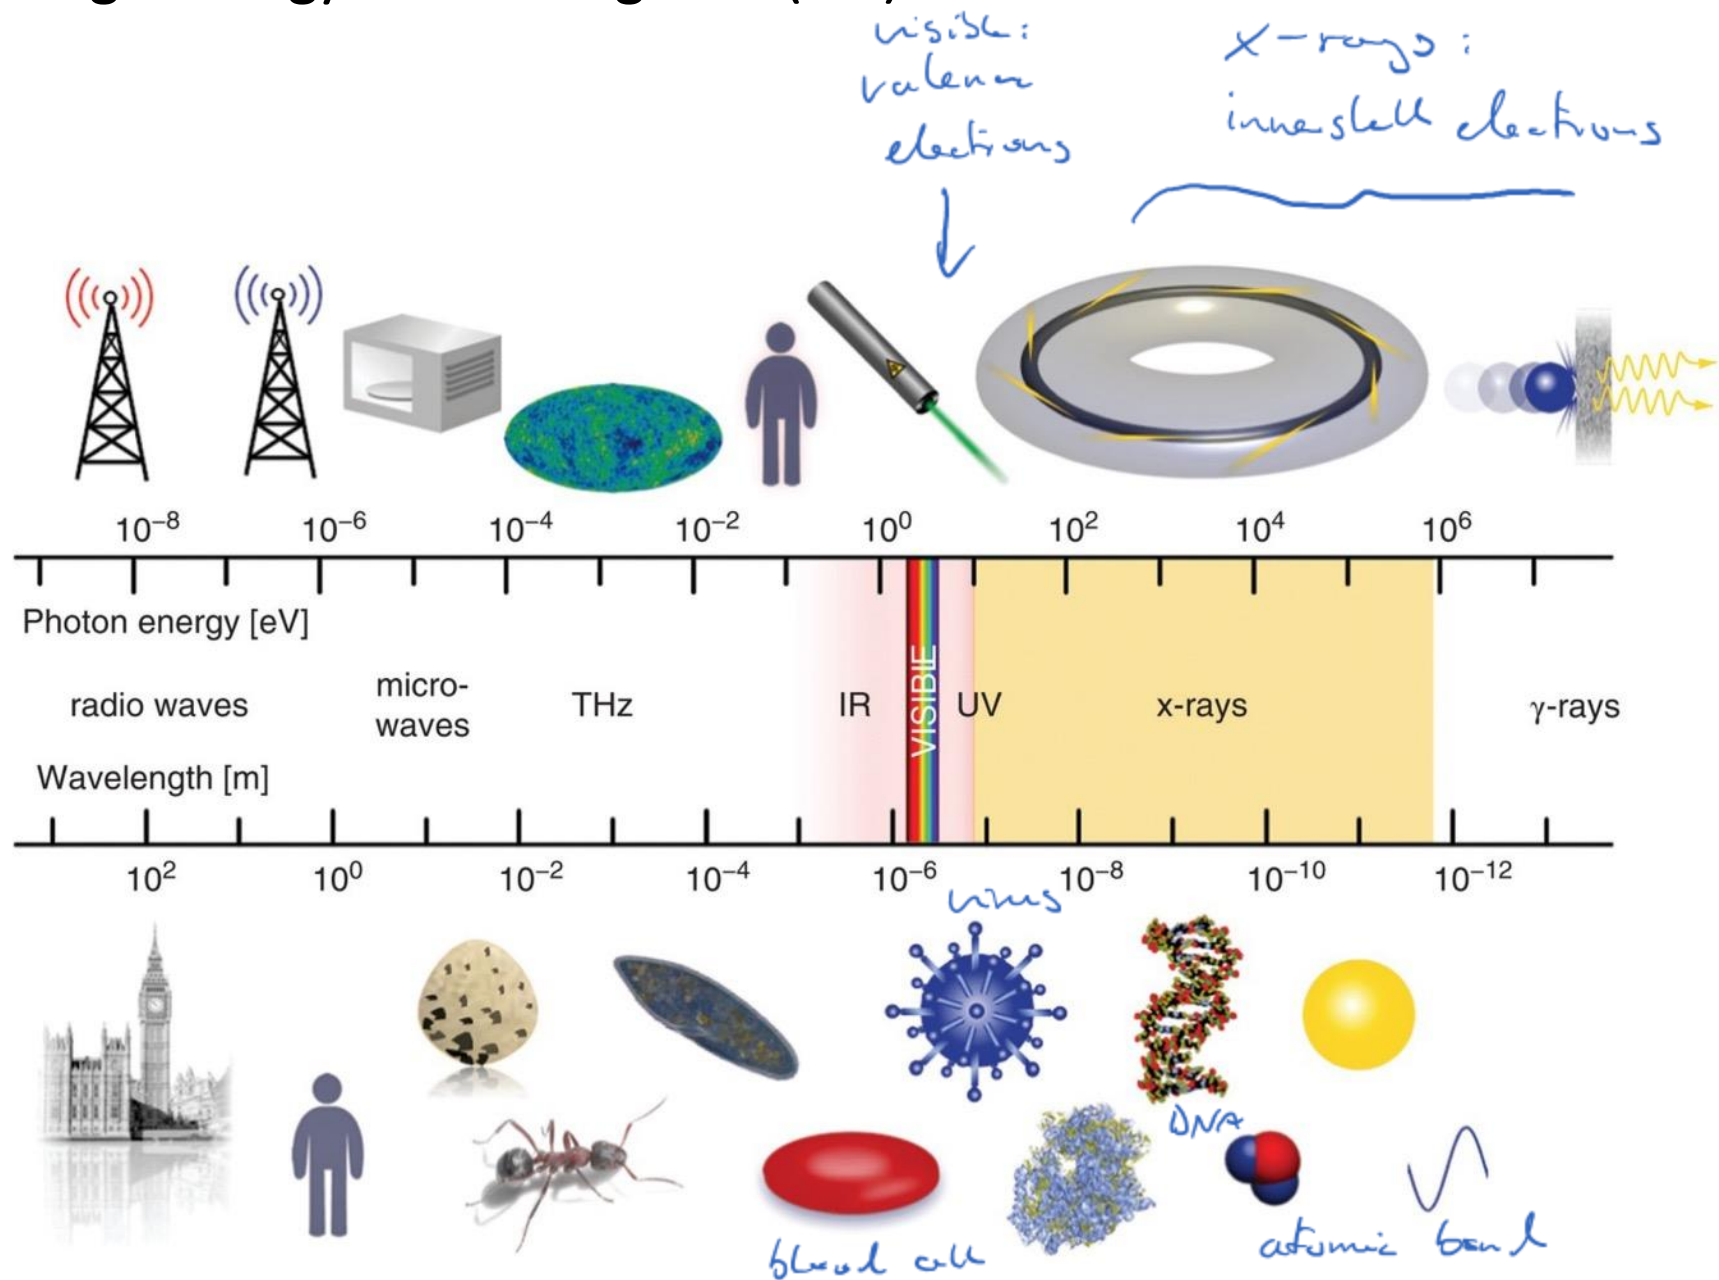 visible:
valence
electrons
x-rays:
innershell electrons
10⁻⁸ 10⁻⁶ 10⁻⁴ 10⁻² 10⁰ 10² 10⁴ 10⁶
Photon energy [eV]
radio waves micro-waves THz IR VISIBLE UV x-rays γ-rays
Wavelength [m]
10² 10⁰ 10⁻² 10⁻⁴ 10⁻⁶ 10⁻⁸ 10⁻¹⁰ 10⁻¹²
virus
DNA
blood cell
atomic bond